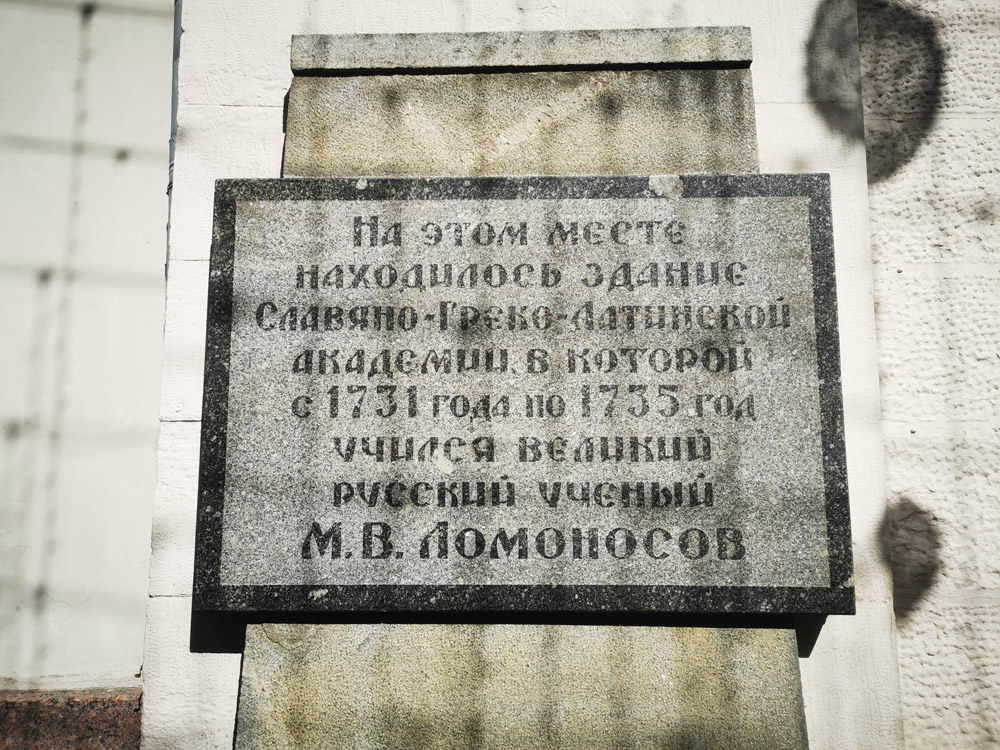 На этом месте
находилось здание
Славяно-Греко-Латинской
академии, в которой
с 1731 года по 1735 год
учился великий
русский ученый
М.В. Ломоносов